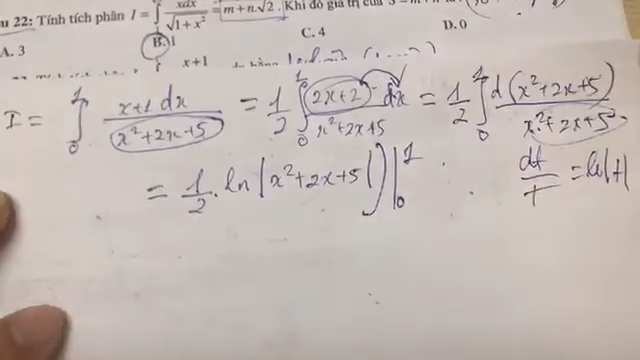 u 22: Tính tích phân I = ∫ xdx/√(1+x²) = m + n.√2 . Khi đó giá trị của
A. 3 B. 1 C. 4 D. 0
x+1
I = ∫₀¹ x+1 dx / x²+2x+5 = 1/2 ∫₀¹ (2x+2) dx / x²+2x+5 = 1/2 ∫₀¹ d(x²+2x+5) / x²+2x+5
= 1/2 . ln|x²+2x+5|) |₀¹ . dt/t = ln|t|